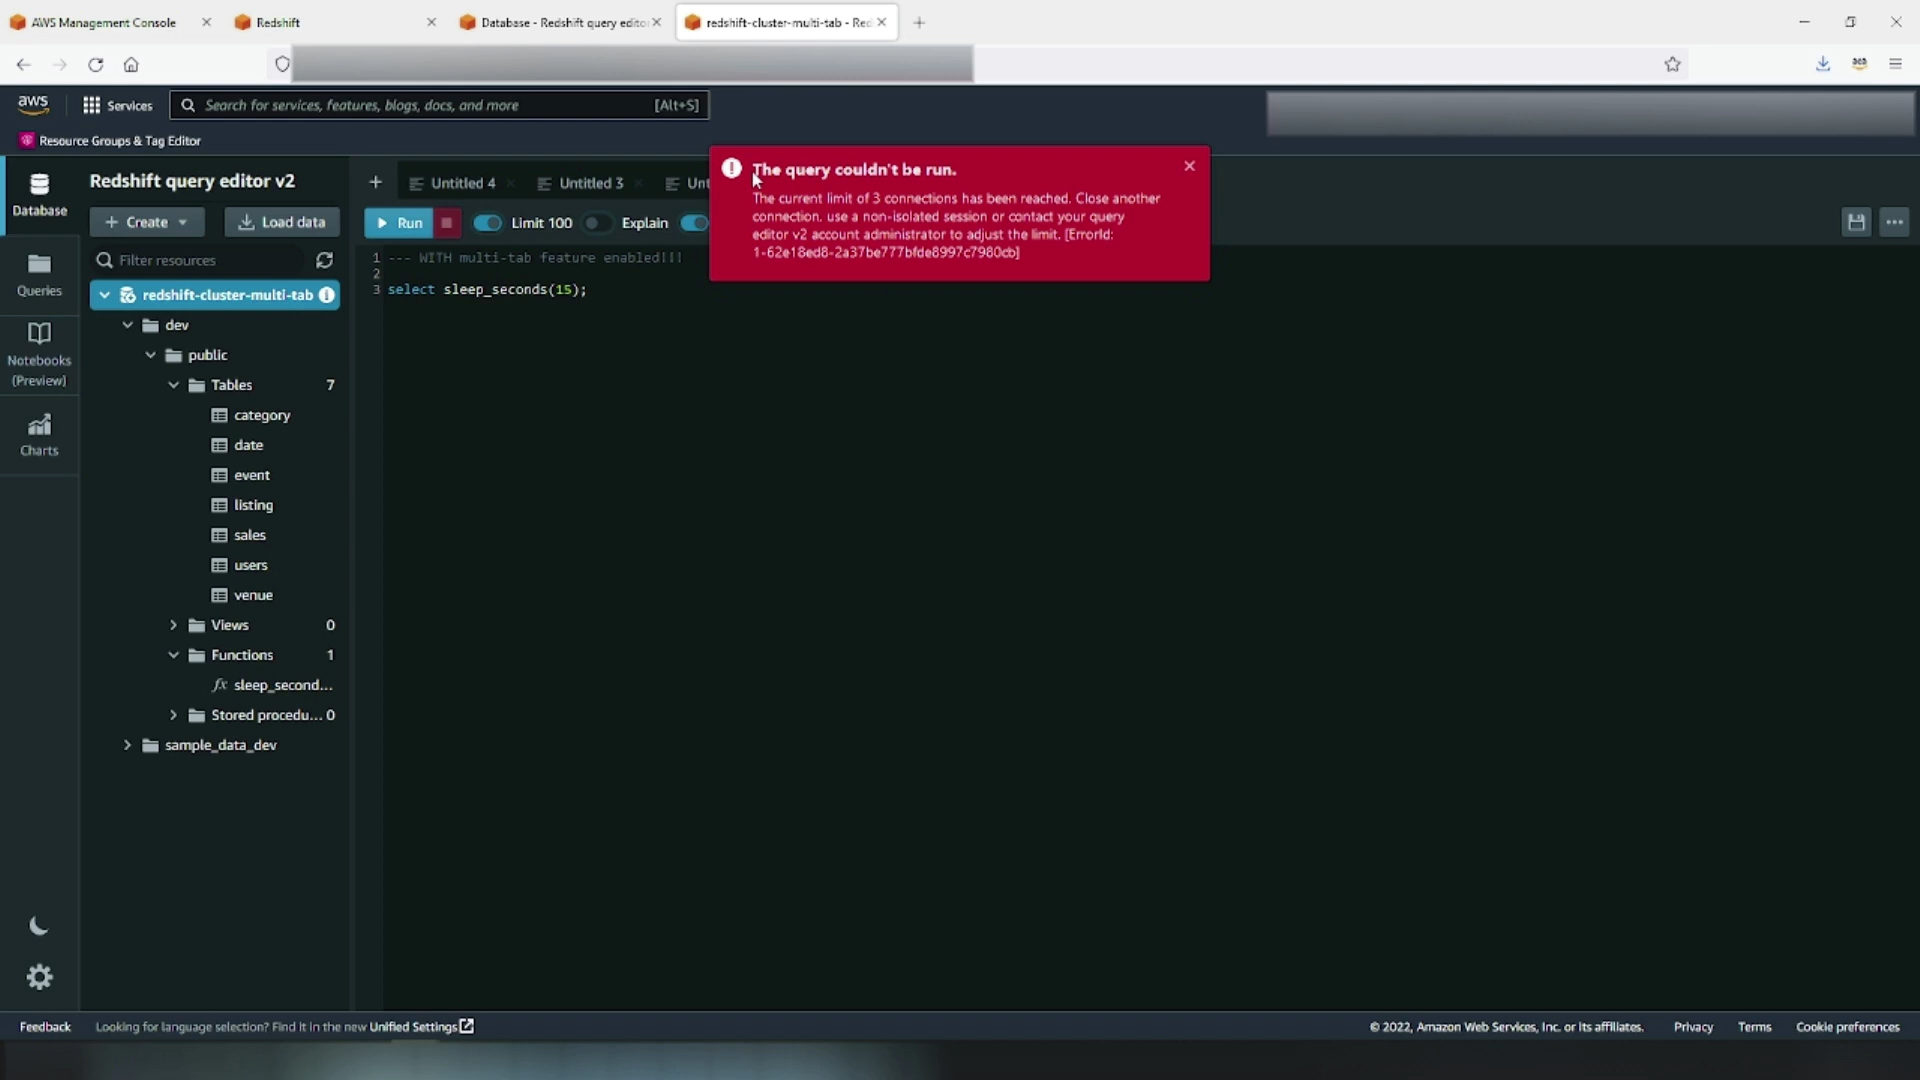 AWS Management Console
Redshift
Database - Redshift query edito
redshift-cluster-multi-tab - Red
aws
Services
Search for services, features, blogs, docs, and more
[Alt+S]
Resource Groups & Tag Editor
Database
Queries
Notebooks
(Preview)
Charts
Redshift query editor v2
+ Create
Load data
Filter resources
redshift-cluster-multi-tab
dev
public
Tables 7
category
date
event
listing
sales
users
venue
Views 0
Functions 1
fx sleep_second...
Stored procedu... 0
sample_data_dev
Untitled 4
Untitled 3
Unt
Run
Limit 100
Explain
1 --- WITH multi-tab feature enabled!!!
2
3 select sleep_seconds(15);
The query couldn't be run.
The current limit of 3 connections has been reached. Close another
connection, use a non-isolated session or contact your query
editor v2 account administrator to adjust the limit. [ErrorId:
1-62e18ed8-2a37be777bfde8997c7980cb]
Feedback
Looking for language selection? Find it in the new Unified Settings
© 2022, Amazon Web Services, Inc. or its affiliates.
Privacy
Terms
Cookie preferences